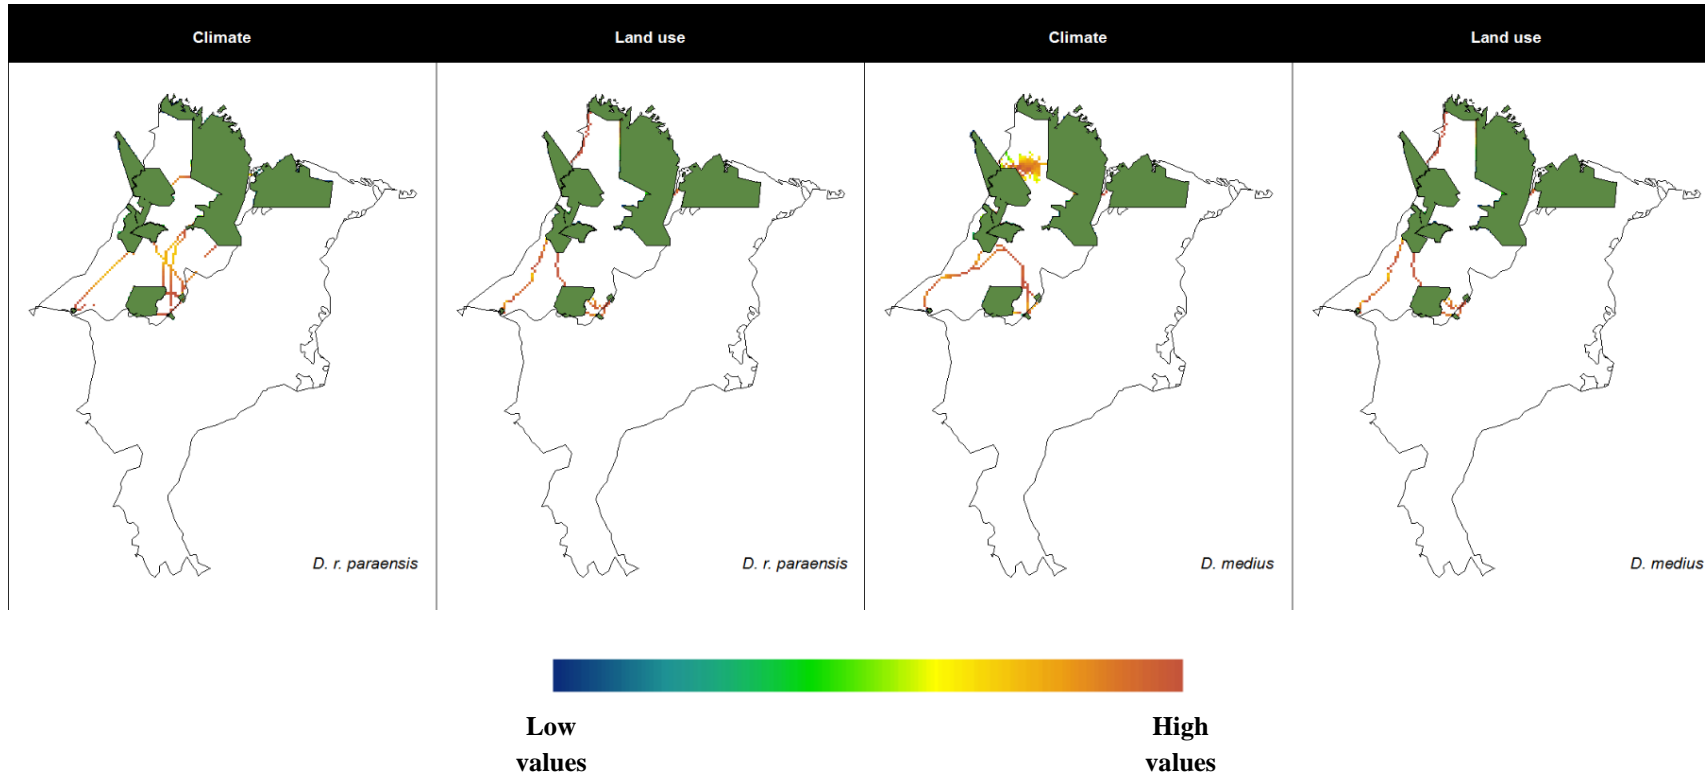 Climate
Land use
Climate
Land use
D. r. paraensis
D. r. paraensis
D. medius
D. medius
Low
values
High
values